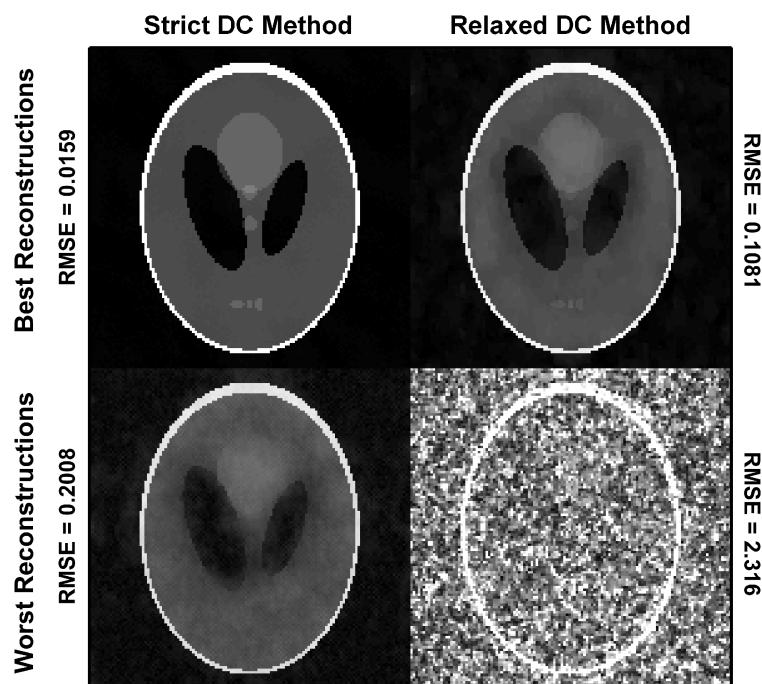 Strict DC Method
Relaxed DC Method
Best Reconstructions
RMSE = 0.0159
RMSE = 0.1081
Worst Reconstructions
RMSE = 0.2008
RMSE = 2.316